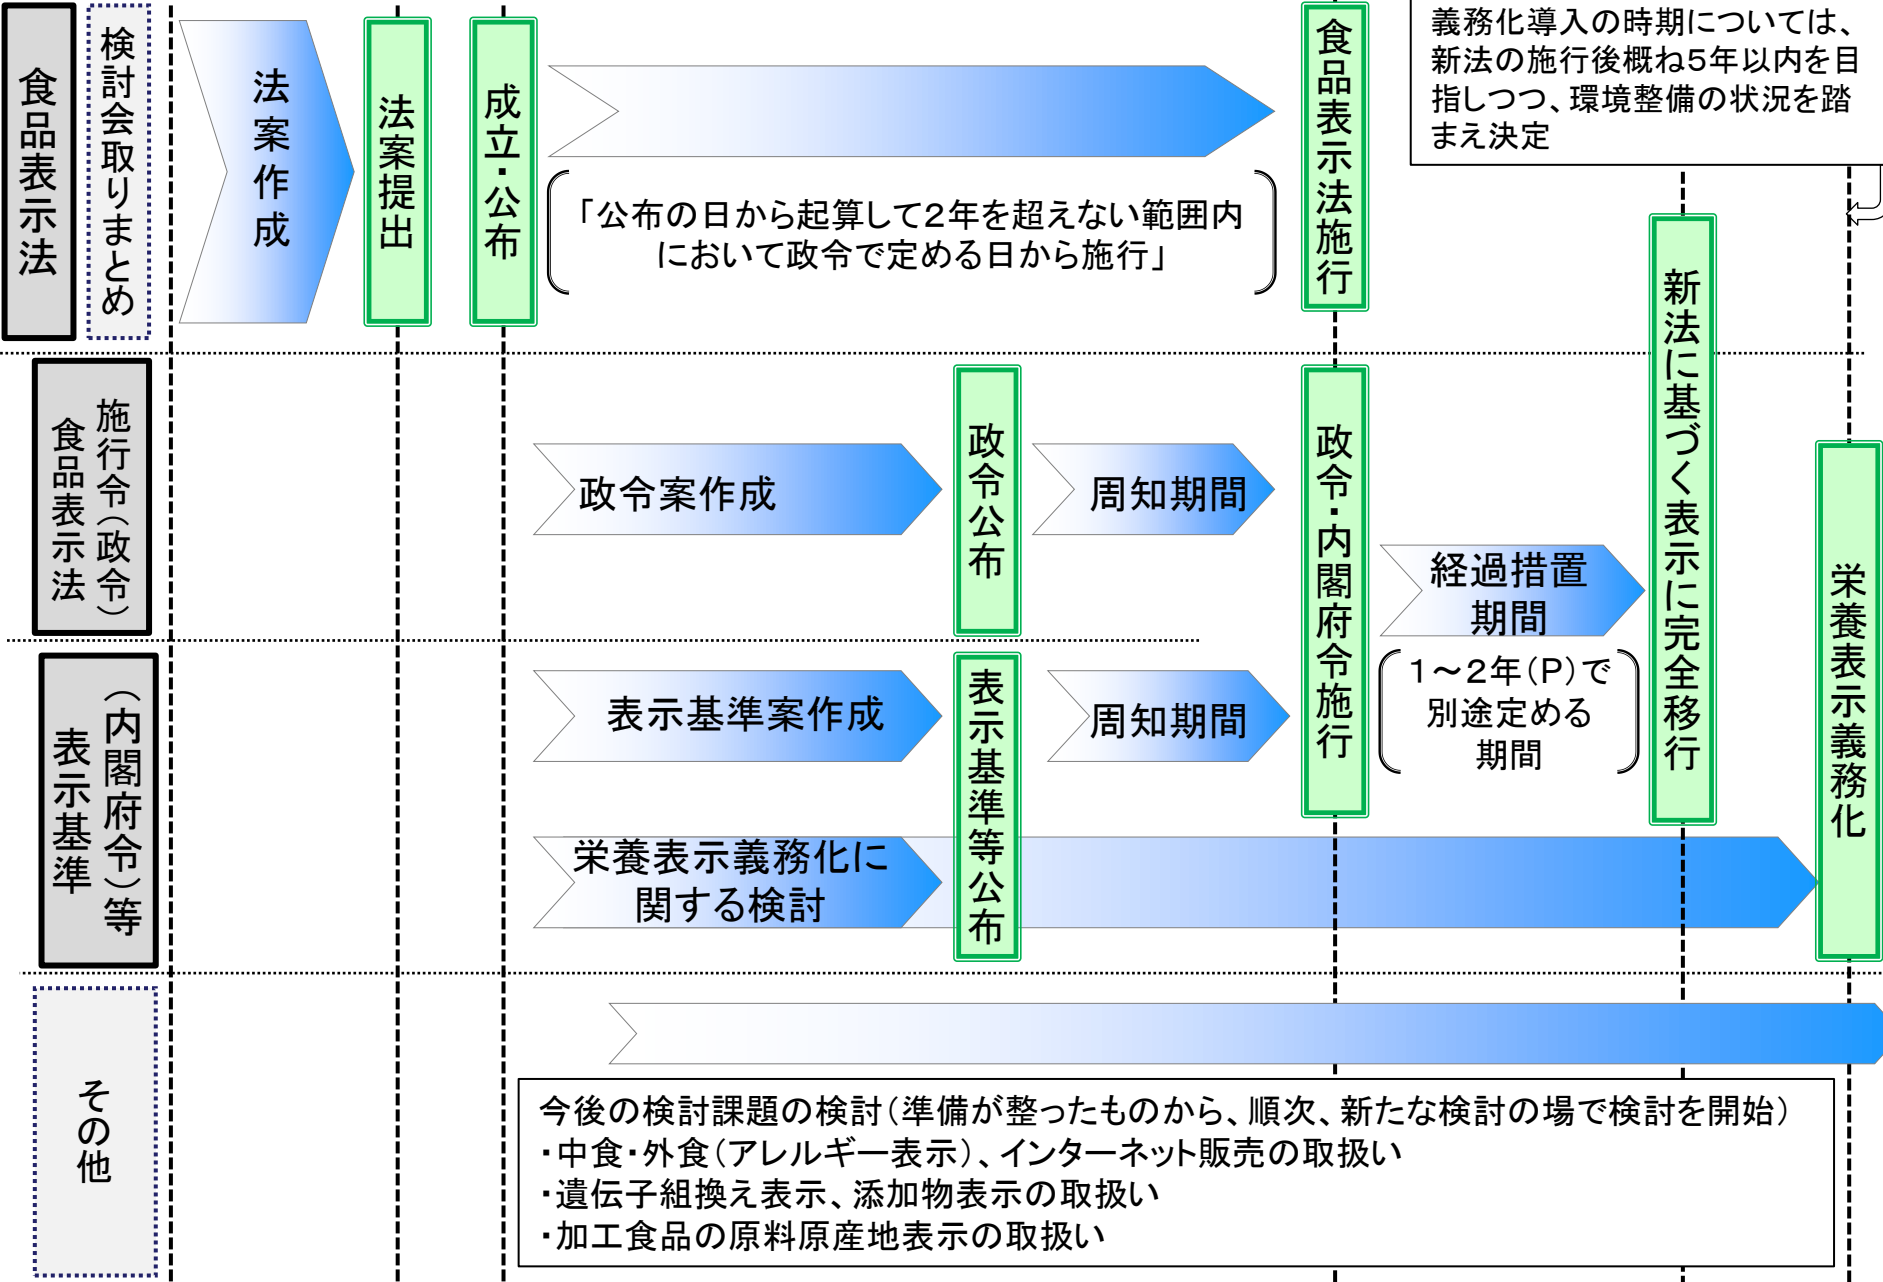 食品表示法
検討会取りまとめ
法案作成
法案提出
成立・公布
「公布の日から起算して2年を超えない範囲内
において政令で定める日から施行」
食品表示法施行
義務化導入の時期については、
新法の施行後概ね5年以内を目
指しつつ、環境整備の状況を踏
まえ決定
施行令(政令)
食品表示法
政令案作成
政令公布
周知期間
政令・内閣府令施行
経過措置
期間
1～2年(P)で
別途定める
期間
新法に基づく表示に完全移行
栄養表示義務化
(内閣府令)等
表示基準
表示基準案作成
表示基準等公布
周知期間
栄養表示義務化に
関する検討
その他
今後の検討課題の検討(準備が整ったものから、順次、新たな検討の場で検討を開始)
・中食・外食(アレルギー表示)、インターネット販売の取扱い
・遺伝子組換え表示、添加物表示の取扱い
・加工食品の原料原産地表示の取扱い